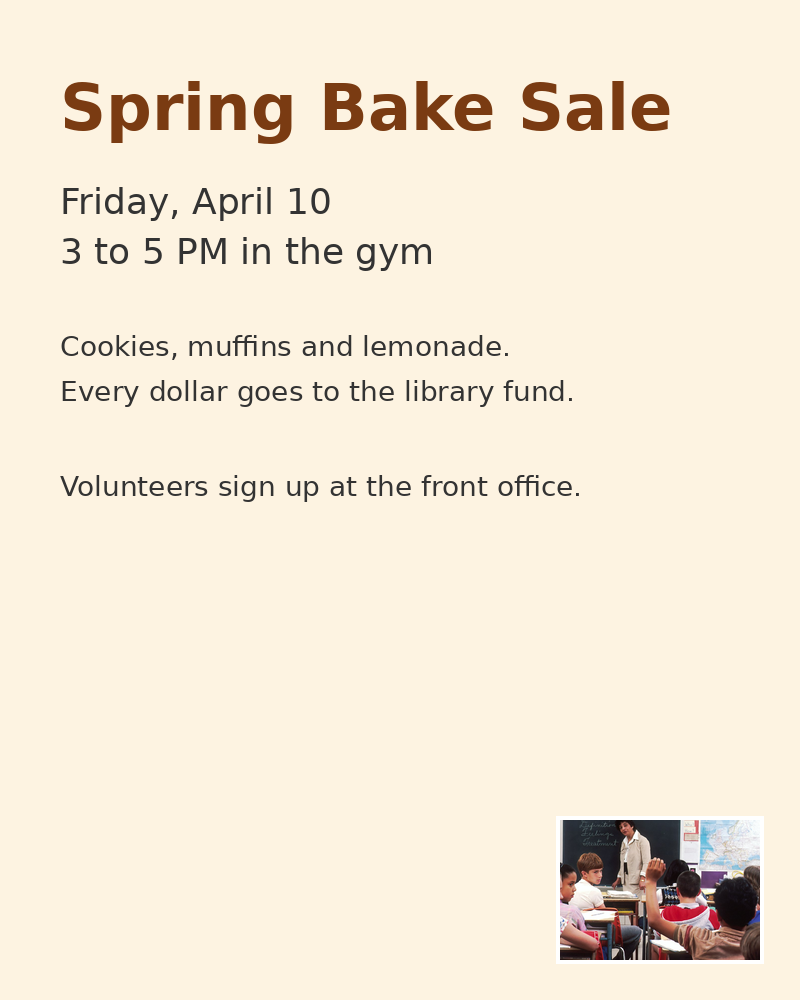 Spring Bake Sale
Friday, April 10
3 to 5 PM in the gym
Cookies, muffins and lemonade.
Every dollar goes to the library fund.
Volunteers sign up at the front office.